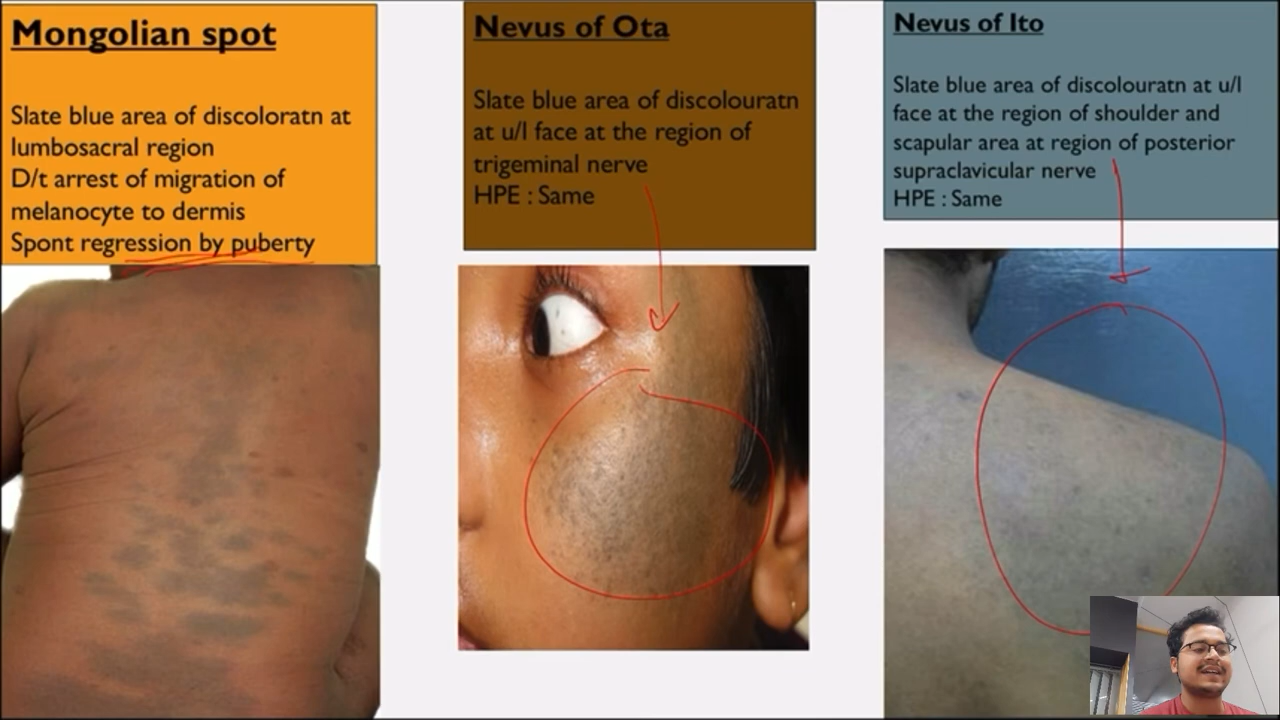 Mongolian spot
Slate blue area of discoloratn at
lumbosacral region
D/t arrest of migration of
melanocyte to dermis
Spont regression by puberty
Nevus of Ota
Slate blue area of discolouratn
at u/l face at the region of
trigeminal nerve
HPE : Same
Nevus of Ito
Slate blue area of discolouratn at u/l
face at the region of shoulder and
scapular area at region of posterior
supraclavicular nerve
HPE : Same